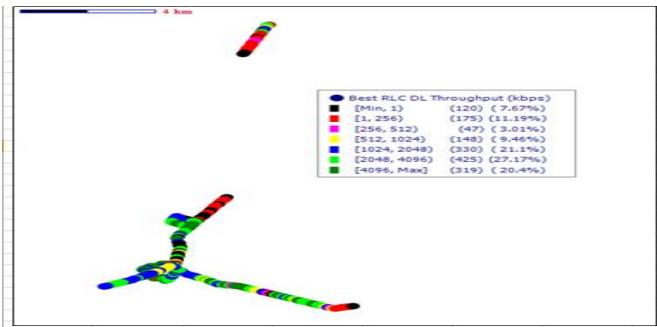 4 km
Best RLC DL Throughput (kbps)
[Min, 1) (120) ( 7.67%)
[1, 256) (175) (11.19%)
[256, 512) (47) ( 3.01%)
[512, 1024) (148) ( 9.46%)
[1024, 2048) (330) ( 21.1%)
[2048, 4096) (425) (27.17%)
[4096, Max] (319) ( 20.4%)